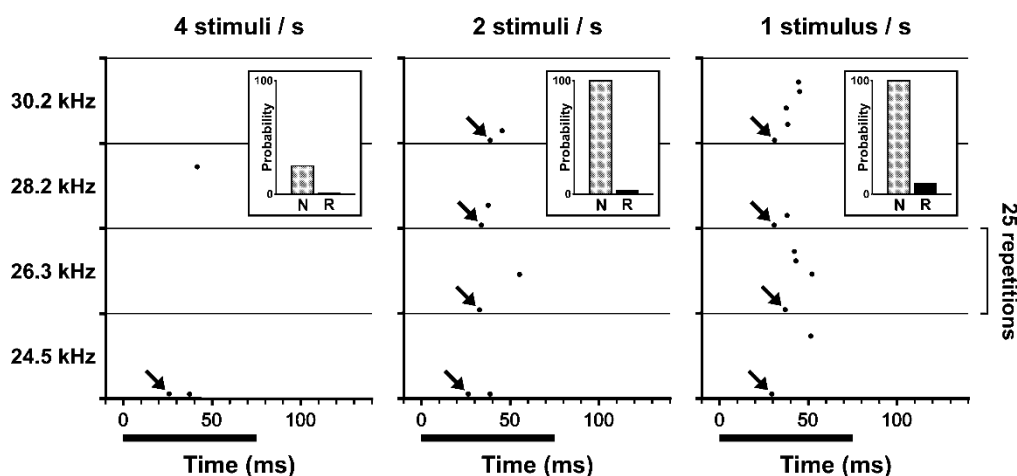 4 stimuli / s
2 stimuli / s
1 stimulus / s
30.2 kHz
28.2 kHz
26.3 kHz
24.5 kHz
100
Probability
0
N R
100
Probability
0
N R
100
Probability
0
N R
25 repetitions
0 50 100
0 50 100
0 50 100
Time (ms)
Time (ms)
Time (ms)